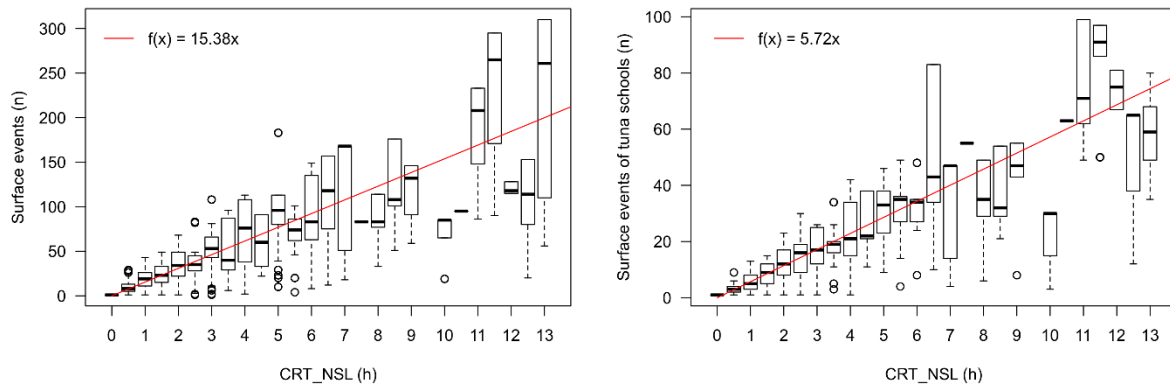 f(x) = 15.38x
Surface events (n)
300
250
200
150
100
50
0
0 1 2 3 4 5 6 7 8 9 10 11 12 13
CRT_NSL (h)
f(x) = 5.72x
Surface events of tuna schools (n)
100
80
60
40
20
0
0 1 2 3 4 5 6 7 8 9 10 11 12 13
CRT_NSL (h)